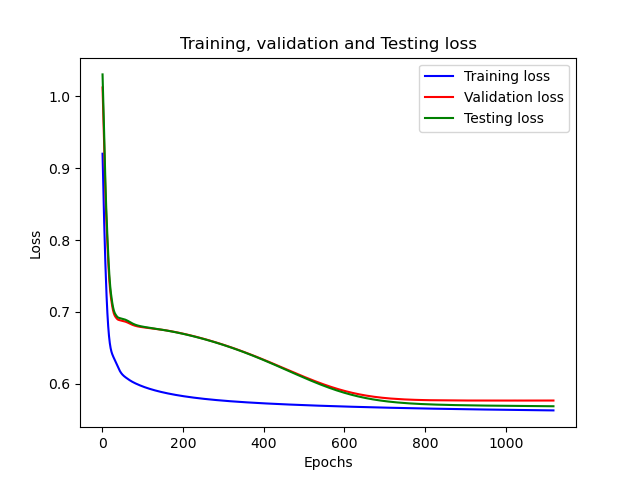 Training, validation and Testing loss
Training loss
Validation loss
Testing loss
Loss
1.0
0.9
0.8
0.7
0.6
0
200
400
600
800
1000
Epochs